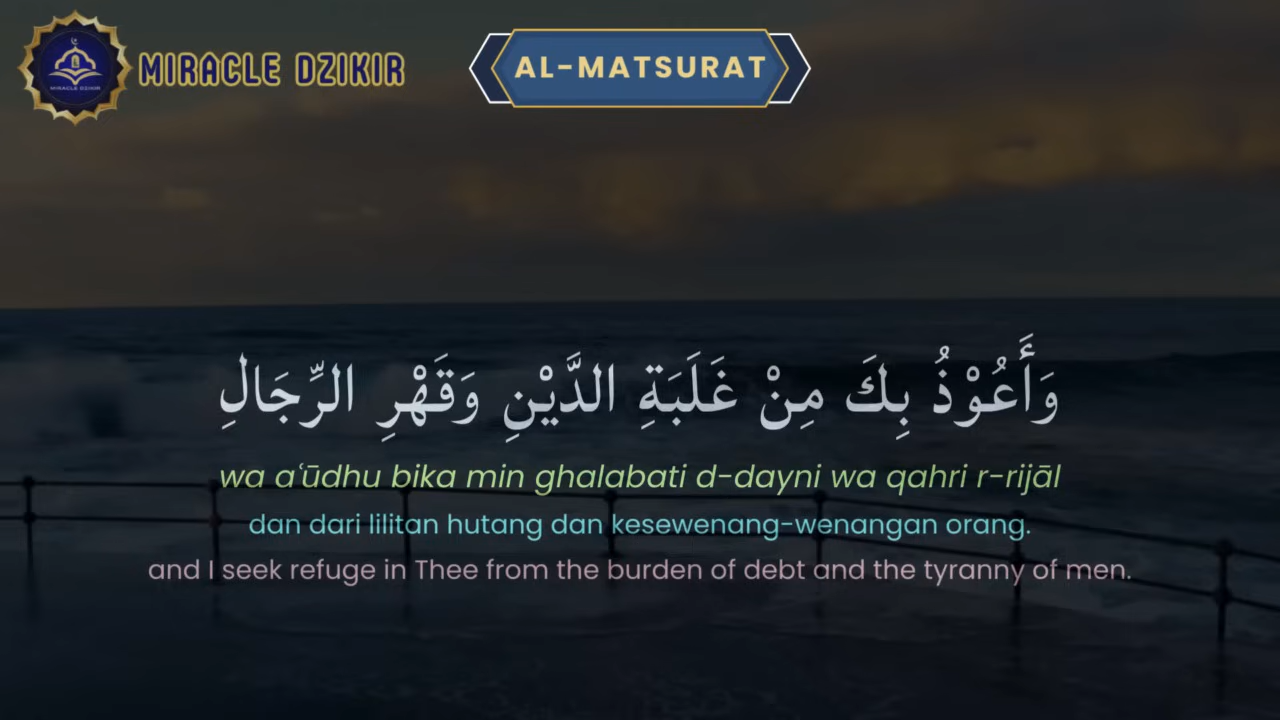 MIRACLE DZIKIR
AL-MATSURAT
MIRACLE DZIKIR
وَأَعُوْذُ بِكَ مِنْ غَلَبَةِ الدَّيْنِ وَقَهْرِ الرِّجَالِ
wa aʿūdhu bika min ghalabati d-dayni wa qahri r-rijāl
dan dari lilitan hutang dan kesewenang-wenangan orang.
and I seek refuge in Thee from the burden of debt and the tyranny of men.